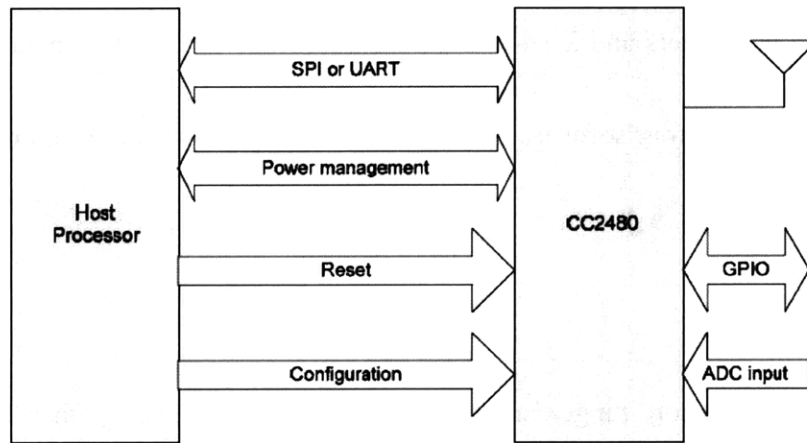 SPI or UART
Power management
Host
Processor
CC2480
Reset
GPIO
Configuration
ADC input